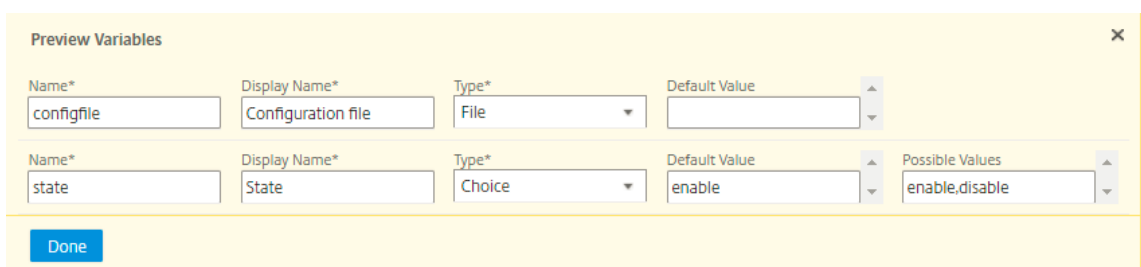 Preview Variables
Name* Display Name* Type* Default Value
configfile Configuration file File
Name* Display Name* Type* Default Value Possible Values
state State Choice enable enable,disable
Done